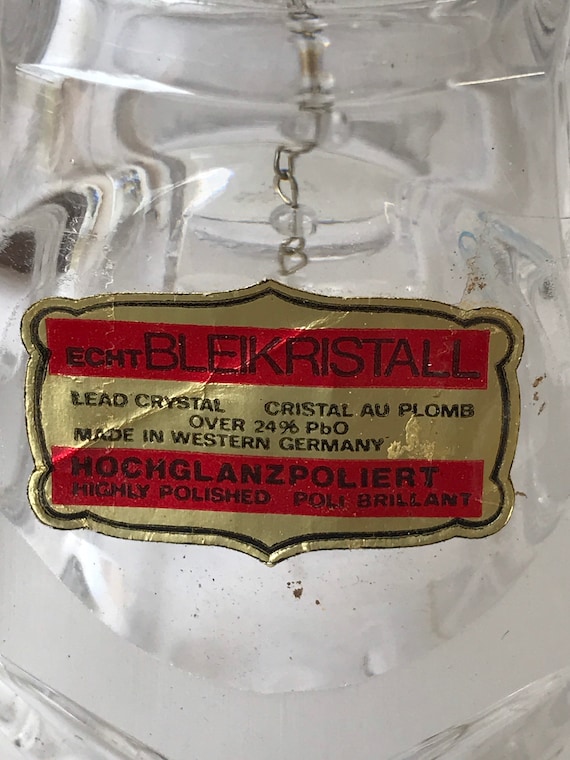 ECHT BLEIKRISTALL
LEAD CRYSTAL CRISTAL AU PLOMB
OVER 24% PbO
MADE IN WESTERN GERMANY
HOCHGLANZPOLIERT
HIGHLY POLISHED POLI BRILLANT